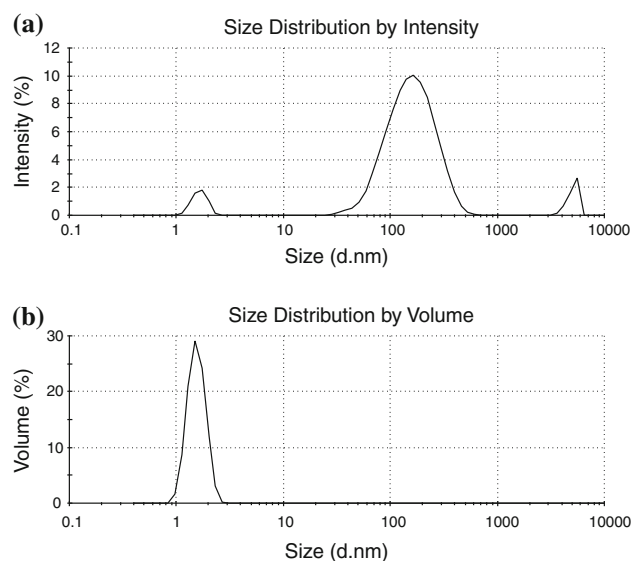 (a)
Size Distribution by Intensity
Intensity (%)
12
10
8
6
4
2
0
0.1 1 10 100 1000 10000
Size (d.nm)
(b)
Size Distribution by Volume
Volume (%)
30
20
10
0
0.1 1 10 100 1000 10000
Size (d.nm)